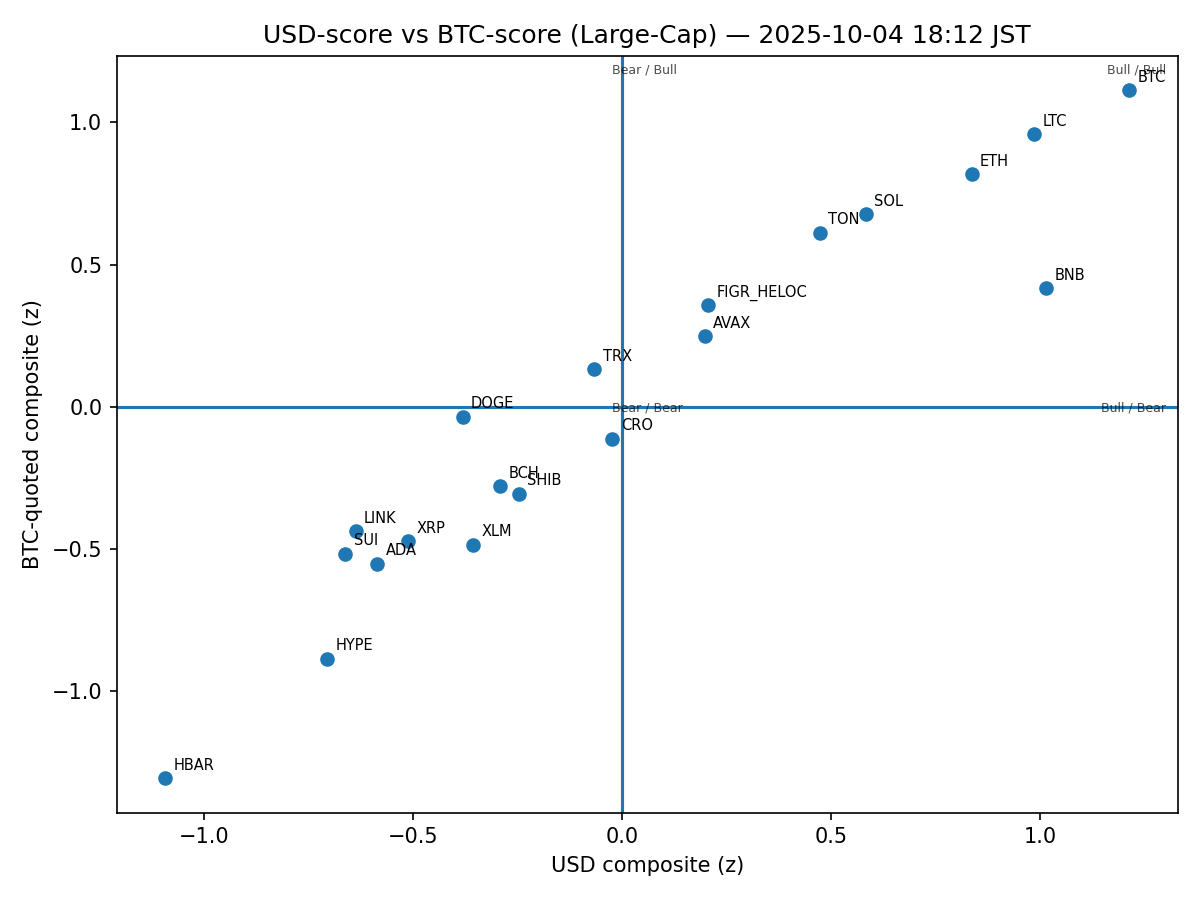 USD-score vs BTC-score (Large-Cap) — 2025-10-04 18:12 JST
Bear / Bull
Bull / Bull
BTC
1.0
LTC
ETH
SOL
TON
0.5
BNB
FIGR_HELOC
AVAX
TRX
0.0
DOGE
Bear / Bear
Bull / Bear
CRO
BCH
SHIB
LINK
XRP
XLM
SUI
ADA
−0.5
HYPE
−1.0
HBAR
−1.0
−0.5
0.0
0.5
1.0
USD composite (z)
BTC-quoted composite (z)